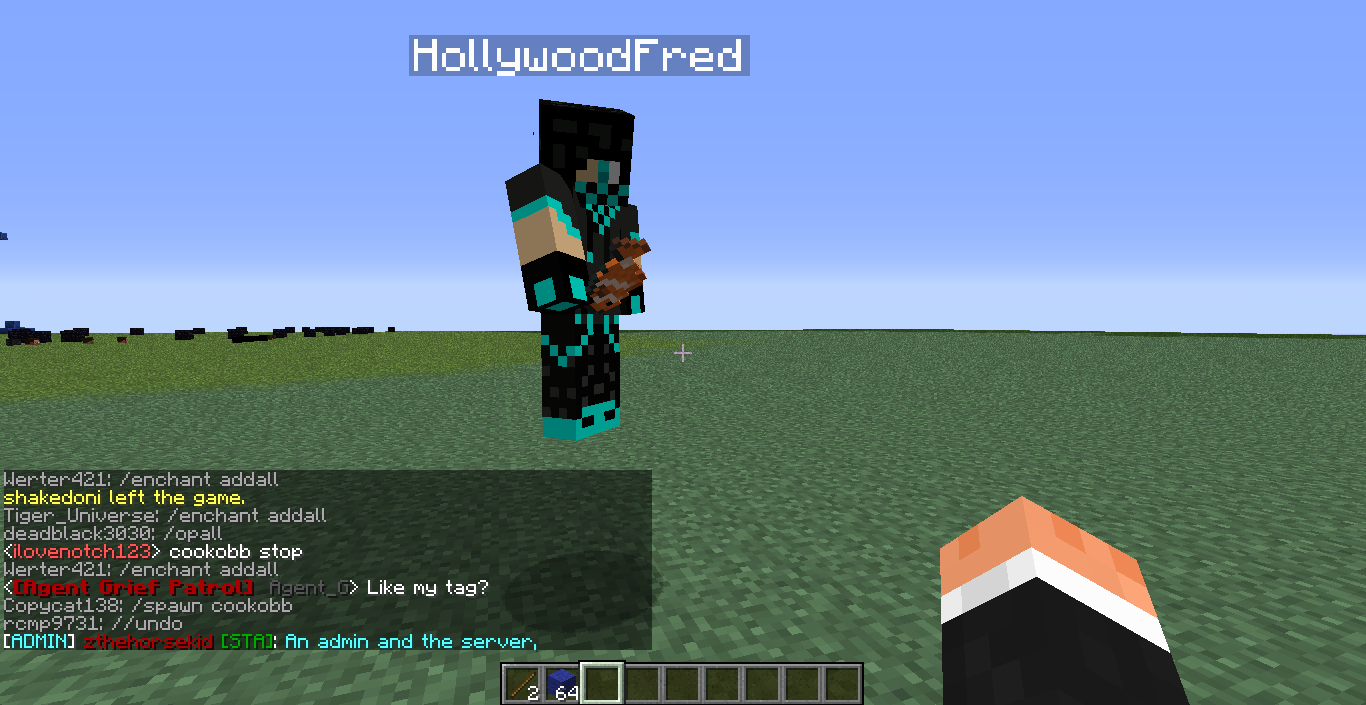 HollywoodFred
Werter421: /enchant addall
shakedoni left the game.
Tiger_Universe: /enchant addall
deadblack3030: /opall
<ilovenotch123> cookobb stop
Werter421: /enchant addall
<[Agent Grief Patrol] Agent_G> Like my tag?
Copycat138: /spawn cookobb
rcmp9731: //undo
[ADMIN] zthehorsekid [STA]: An admin and the server,
2 64